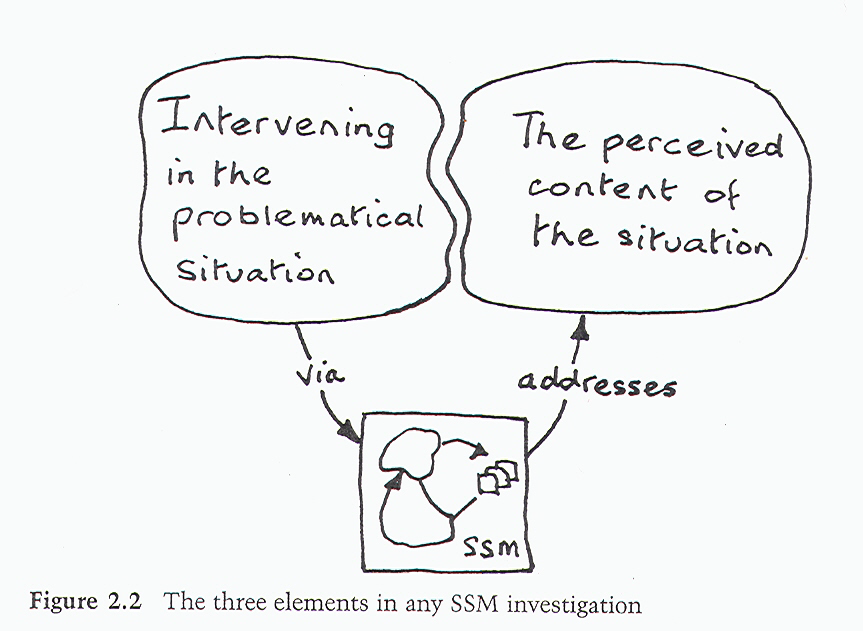 Intervening
in the
problematical
situation
The perceived
content of
the situation
via
addresses
SSM
Figure 2.2 The three elements in any SSM investigation